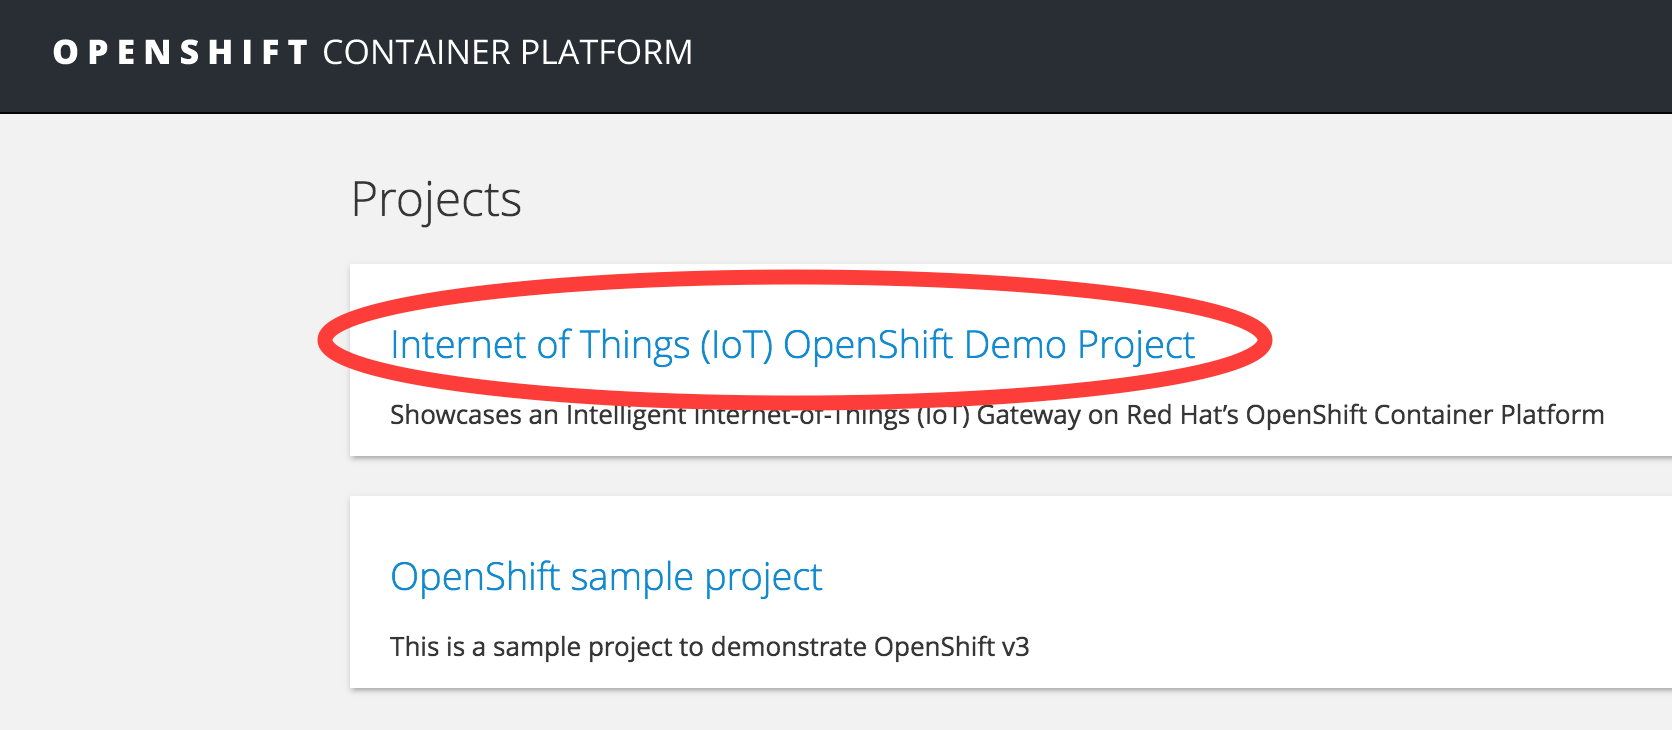 OPENSHIFT CONTAINER PLATFORM
Projects
Internet of Things (IoT) OpenShift Demo Project
Showcases an Intelligent Internet-of-Things (IoT) Gateway on Red Hat’s OpenShift Container Platform
OpenShift sample project
This is a sample project to demonstrate OpenShift v3